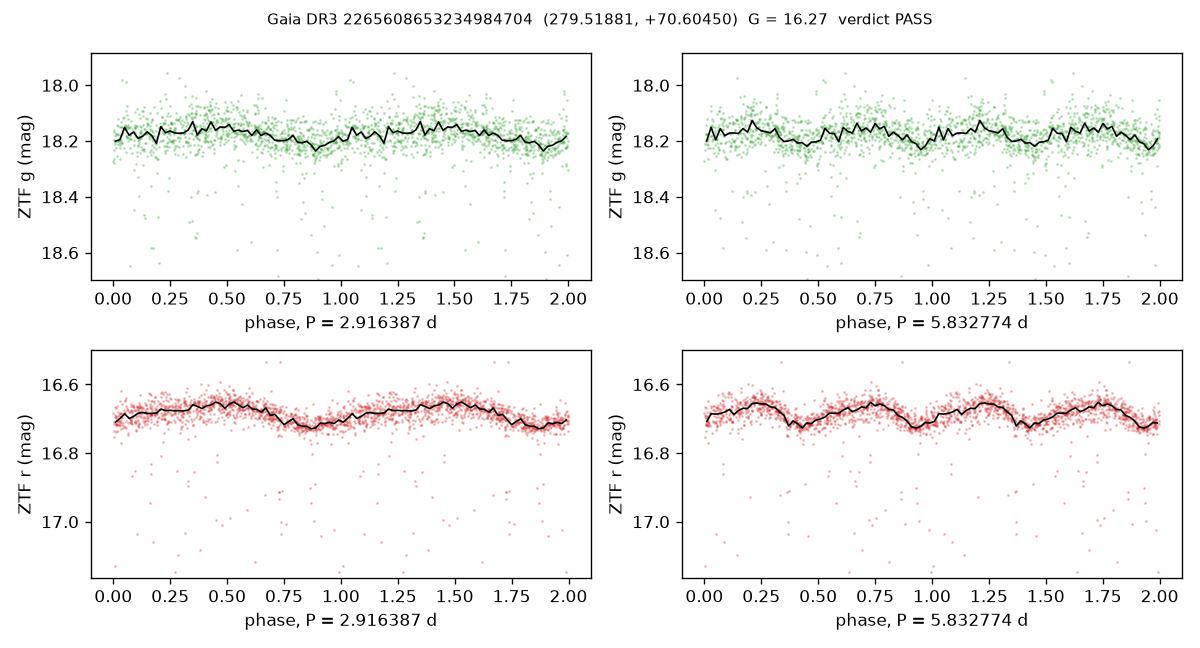 Gaia DR3 2265608653234984704 (279.51881, +70.60450) G = 16.27 verdict PASS
ZTF g (mag)
18.0
18.2
18.4
18.6
0.00 0.25 0.50 0.75 1.00 1.25 1.50 1.75 2.00
phase, P = 2.916387 d
ZTF g (mag)
18.0
18.2
18.4
18.6
0.00 0.25 0.50 0.75 1.00 1.25 1.50 1.75 2.00
phase, P = 5.832774 d
ZTF r (mag)
16.6
16.8
17.0
0.00 0.25 0.50 0.75 1.00 1.25 1.50 1.75 2.00
phase, P = 2.916387 d
ZTF r (mag)
16.6
16.8
17.0
0.00 0.25 0.50 0.75 1.00 1.25 1.50 1.75 2.00
phase, P = 5.832774 d